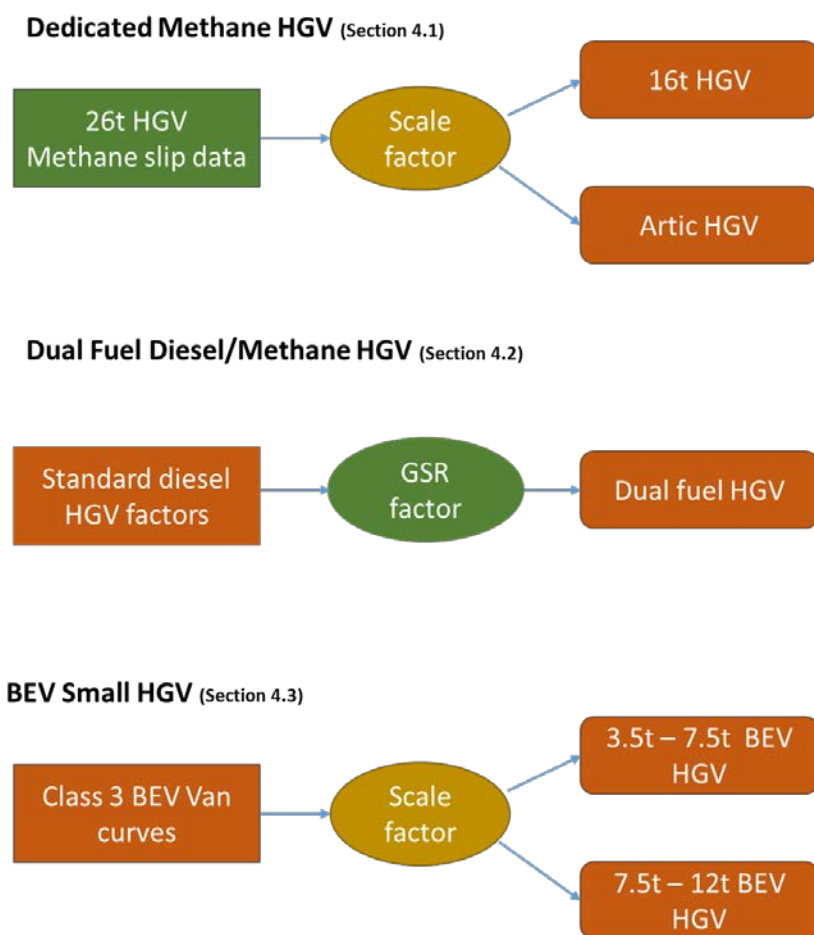 Dedicated Methane HGV (Section 4.1)
26t HGV
Methane slip data
Scale
factor
16t HGV
Artic HGV
Dual Fuel Diesel/Methane HGV (Section 4.2)
Standard diesel
HGV factors
GSR
factor
Dual fuel HGV
BEV Small HGV (Section 4.3)
Class 3 BEV Van
curves
Scale
factor
3.5t – 7.5t BEV
HGV
7.5t – 12t BEV
HGV